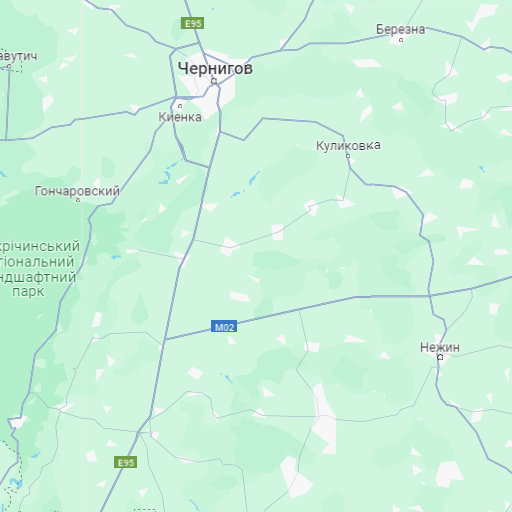 E95
Березна
авутич
Чернигов
Киенка
Куликовка
Гончаровский
крічинський
гіональний
ндшафтний
парк
M02
Нежин
E95